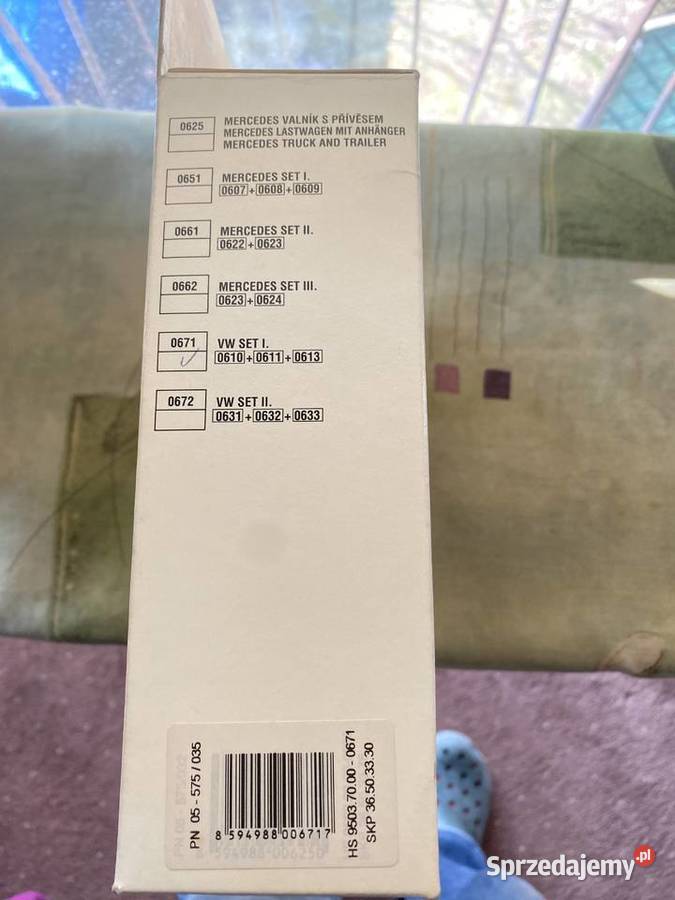 0625
MERCEDES VALNÍK S PŘÍVĚSEM
MERCEDES LASTWAGEN MIT ANHÄNGER
MERCEDES TRUCK AND TRAILER
0651
MERCEDES SET I.
0607+0608+0609
0661
MERCEDES SET II.
0622+0623
0662
MERCEDES SET III.
0623+0624
0671
VW SET I.
0610+0611+0613
0672
VW SET II.
0631+0632+0633
PN 05 - 575 / 035
8 594988 006717
HS 9503.70.00 - 0671
SKP 36.50.33.30
Sprzedajemy.pl